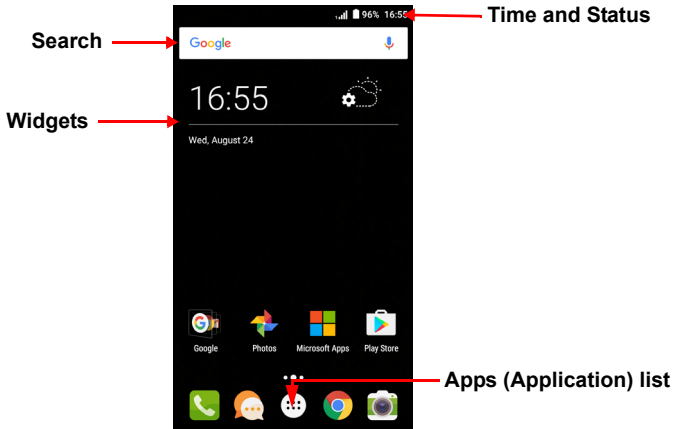 96% 16:55
Time and Status
Search
Google
Widgets
16:55
Wed, August 24
Google Photos Microsoft Apps Play Store
Apps (Application) list